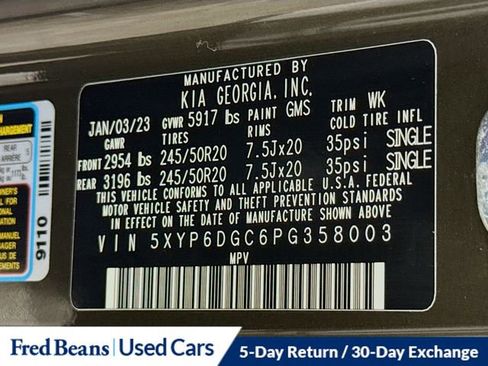 MANUFACTURED BY
KIA GEORGIA, INC.
JAN/03/23 GVWR 5917 lbs PAINT GMS TRIM WK
GAWR TIRES RIMS COLD TIRE INFL
FRONT 2954 lbs 245/50R20 7.5Jx20 35psi SINGLE
REAR 3196 lbs 245/50R20 7.5Jx20 35psi SINGLE
THIS VEHICLE CONFORMS TO ALL APPLICABLE U.S.A. FEDERAL
MOTOR VEHICLE SAFETY AND THEFT PREVENTION STANDARDS
IN EFFECT ON THE DATE OF MANUFACTURE SHOWN ABOVE
VIN 5XYP6DGC6PG358003
MPV
REAR
ARRIÈRE
9110
Fred Beans Used Cars
5-Day Return / 30-Day Exchange